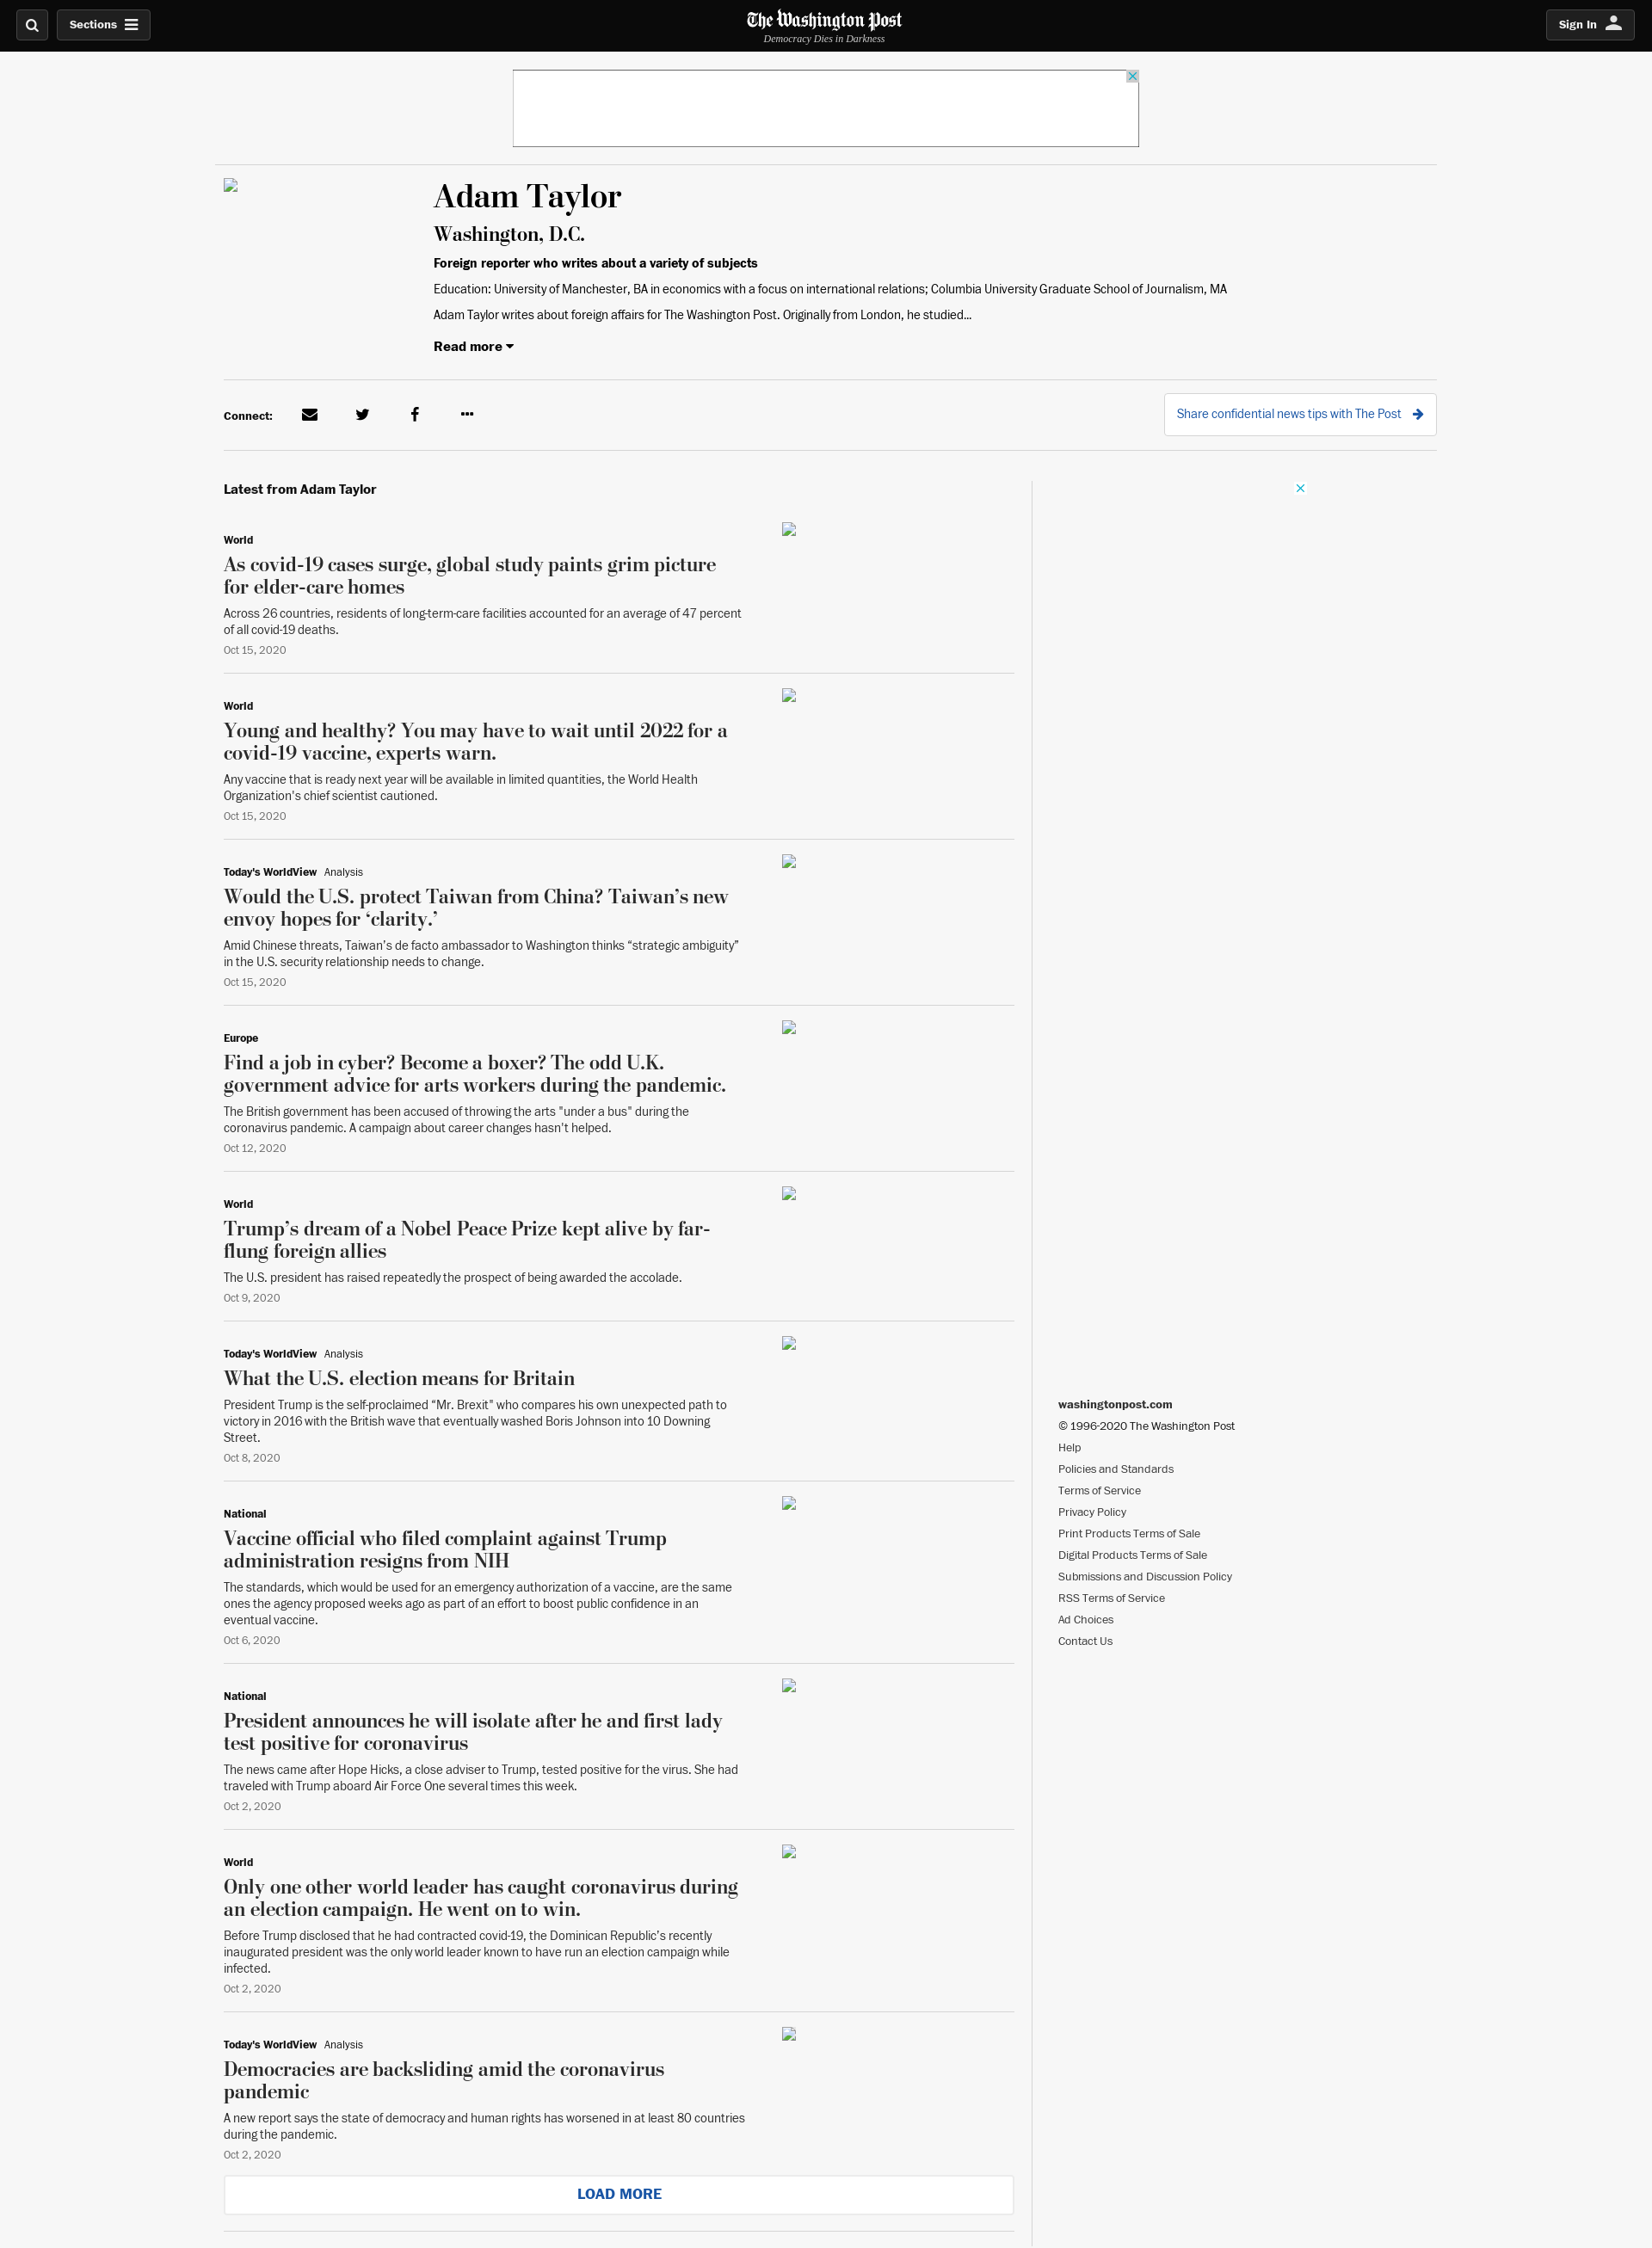 Sections
The Washington Post
Democracy Dies in Darkness
Sign In
Adam Taylor
Washington, D.C.
Foreign reporter who writes about a variety of subjects
Education: University of Manchester, BA in economics with a focus on international relations; Columbia University Graduate School of Journalism, MA
Adam Taylor writes about foreign affairs for The Washington Post. Originally from London, he studied...
Read more
Connect:
Share confidential news tips with The Post
Latest from Adam Taylor
World
As covid-19 cases surge, global study paints grim picture
for elder-care homes
Across 26 countries, residents of long-term-care facilities accounted for an average of 47 percent
of all covid-19 deaths.
Oct 15, 2020
World
Young and healthy? You may have to wait until 2022 for a
covid-19 vaccine, experts warn.
Any vaccine that is ready next year will be available in limited quantities, the World Health
Organization's chief scientist cautioned.
Oct 15, 2020
Today's WorldView Analysis
Would the U.S. protect Taiwan from China? Taiwan’s new
envoy hopes for ‘clarity.’
Amid Chinese threats, Taiwan’s de facto ambassador to Washington thinks “strategic ambiguity”
in the U.S. security relationship needs to change.
Oct 15, 2020
Europe
Find a job in cyber? Become a boxer? The odd U.K.
government advice for arts workers during the pandemic.
The British government has been accused of throwing the arts "under a bus" during the
coronavirus pandemic. A campaign about career changes hasn't helped.
Oct 12, 2020
World
Trump’s dream of a Nobel Peace Prize kept alive by far-
flung foreign allies
The U.S. president has raised repeatedly the prospect of being awarded the accolade.
Oct 9, 2020
Today's WorldView Analysis
What the U.S. election means for Britain
President Trump is the self-proclaimed “Mr. Brexit" who compares his own unexpected path to
victory in 2016 with the British wave that eventually washed Boris Johnson into 10 Downing
Street.
Oct 8, 2020
National
Vaccine official who filed complaint against Trump
administration resigns from NIH
The standards, which would be used for an emergency authorization of a vaccine, are the same
ones the agency proposed weeks ago as part of an effort to boost public confidence in an
eventual vaccine.
Oct 6, 2020
National
President announces he will isolate after he and first lady
test positive for coronavirus
The news came after Hope Hicks, a close adviser to Trump, tested positive for the virus. She had
traveled with Trump aboard Air Force One several times this week.
Oct 2, 2020
World
Only one other world leader has caught coronavirus during
an election campaign. He went on to win.
Before Trump disclosed that he had contracted covid-19, the Dominican Republic's recently
inaugurated president was the only world leader known to have run an election campaign while
infected.
Oct 2, 2020
Today's WorldView Analysis
Democracies are backsliding amid the coronavirus
pandemic
A new report says the state of democracy and human rights has worsened in at least 80 countries
during the pandemic.
Oct 2, 2020
LOAD MORE
washingtonpost.com
© 1996-2020 The Washington Post
Help
Policies and Standards
Terms of Service
Privacy Policy
Print Products Terms of Sale
Digital Products Terms of Sale
Submissions and Discussion Policy
RSS Terms of Service
Ad Choices
Contact Us